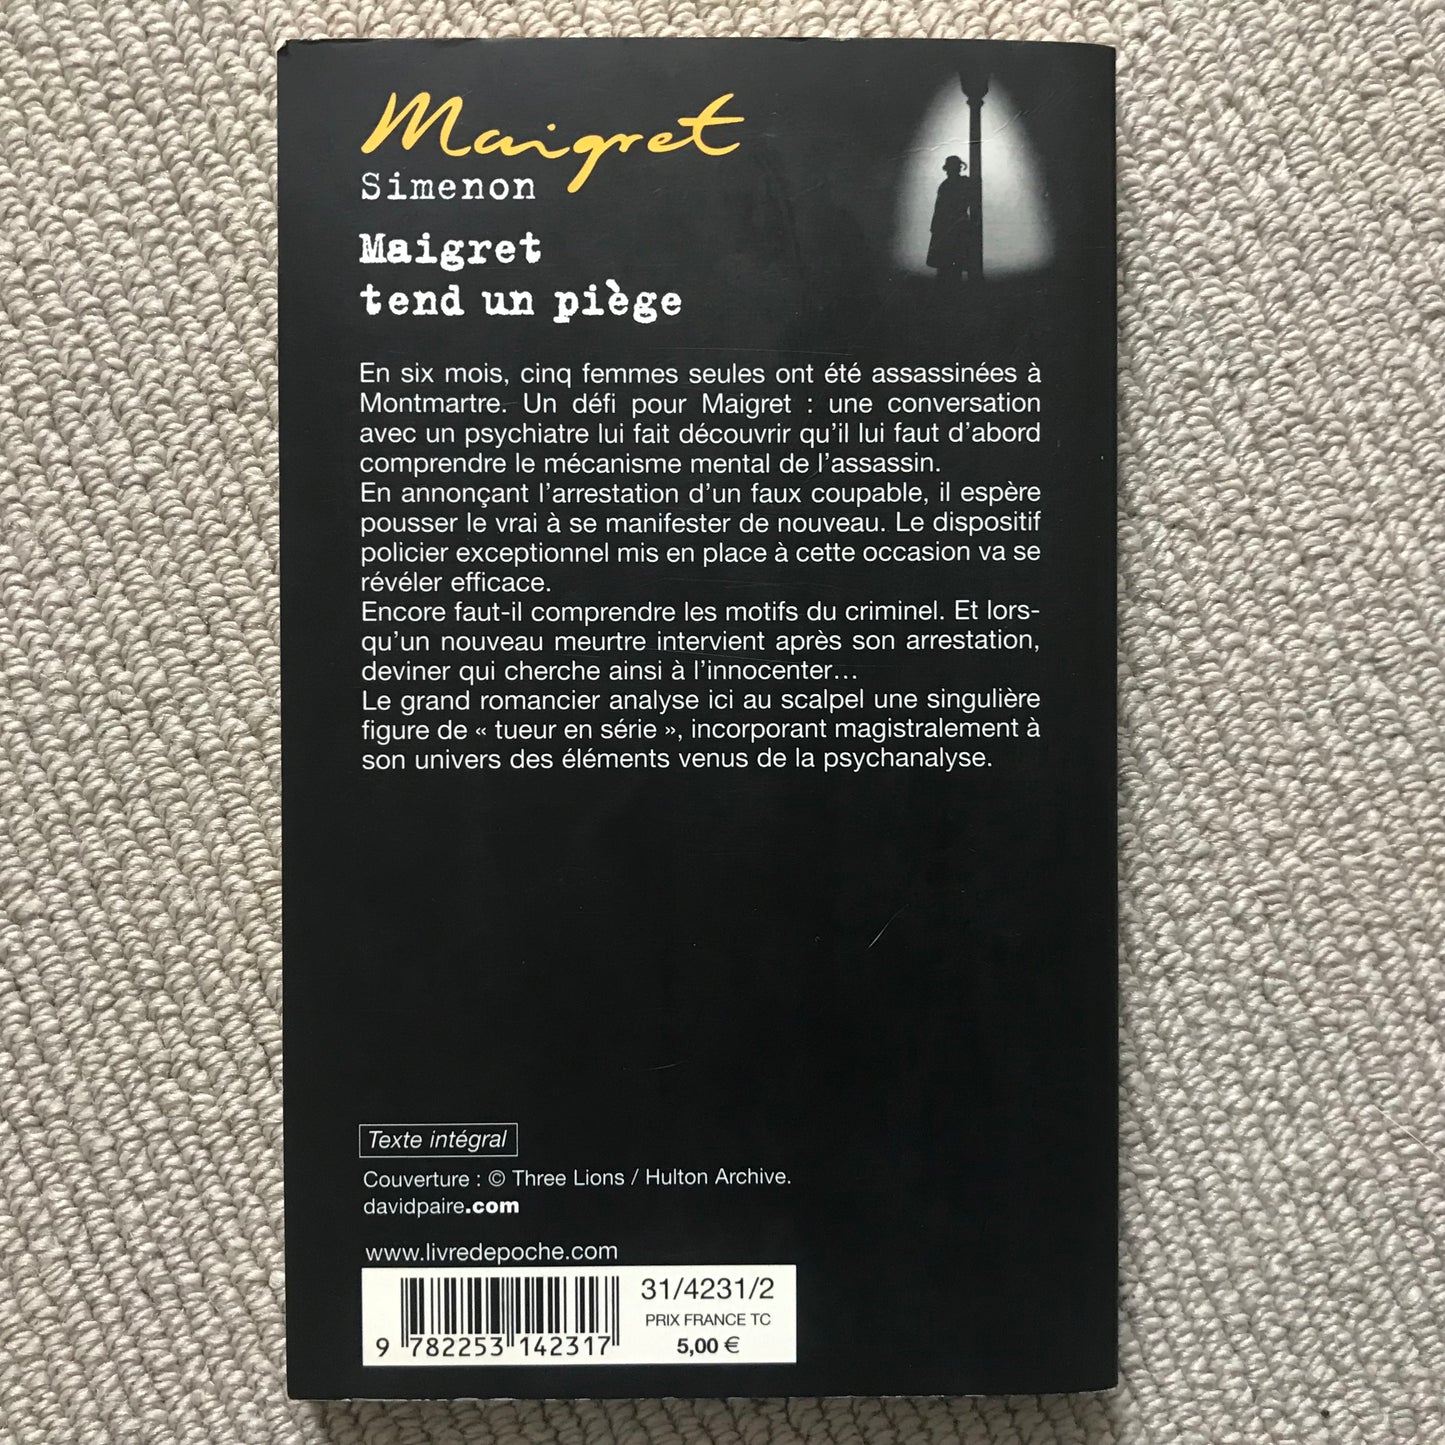 Maigret
Simenon
Maigret
tend un piège
En six mois, cinq femmes seules ont été assassinées à
Montmartre. Un défi pour Maigret : une conversation
avec un psychiatre lui fait découvrir qu'il lui faut d'abord
comprendre le mécanisme mental de l'assassin.
En annonçant l'arrestation d'un faux coupable, il espère
pousser le vrai à se manifester de nouveau. Le dispositif
policier exceptionnel mis en place à cette occasion va se
révéler efficace.
Encore faut-il comprendre les motifs du criminel. Et lors-
qu'un nouveau meurtre intervient après son arrestation,
deviner qui cherche ainsi à l'innocenter…
Le grand romancier analyse ici au scalpel une singulière
figure de « tueur en série », incorporant magistralement à
son univers des éléments venus de la psychanalyse.
Texte intégral
Couverture : © Three Lions / Hulton Archive.
davidpaire.com
www.livredepoche.com
31/4231/2
PRIX FRANCE TC
5,00 €
9 782253 142317